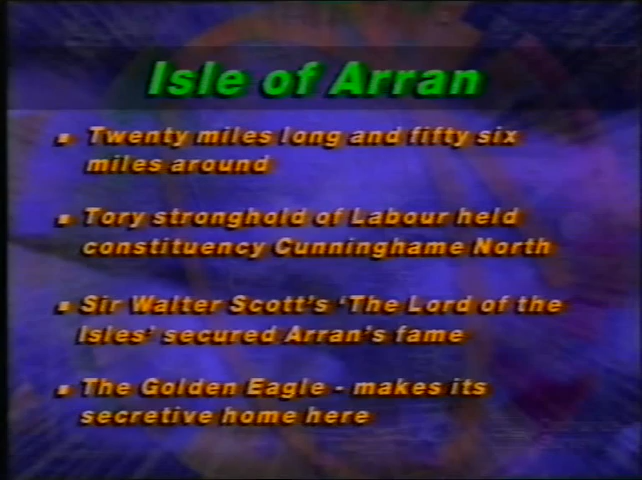 Isle of Arran
Twenty miles long and fifty six
miles around
Tory stronghold of Labour held
constituency Cunninghame North
Sir Walter Scott's 'The Lord of the
Isles' secured Arran's fame
The Golden Eagle - makes its
secretive home here